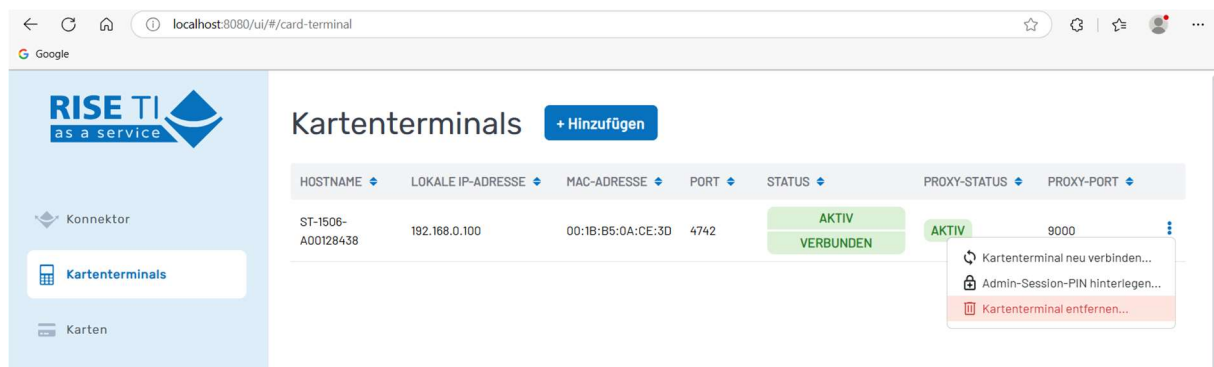 localhost:8080/ui/#/card-terminal
Google
RISE TI
as a service
Kartenterminals
+ Hinzufügen
HOSTNAME LOKALE IP-ADRESSE MAC-ADRESSE PORT STATUS PROXY-STATUS PROXY-PORT
ST-1506-
A00128438
192.168.0.100 00:1B:B5:0A:CE:3D 4742
AKTIV
VERBUNDEN
AKTIV 9000
Kartenterminal neu verbinden...
Admin-Session-PIN hinterlegen...
Kartenterminal entfernen...
Konnektor
Kartenterminals
Karten